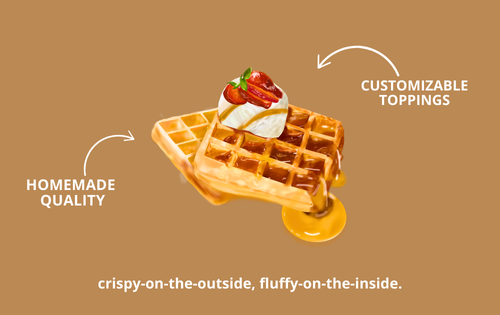 CUSTOMIZABLE
TOPPINGS
HOMEMADE
QUALITY
crispy-on-the-outside, fluffy-on-the-inside.